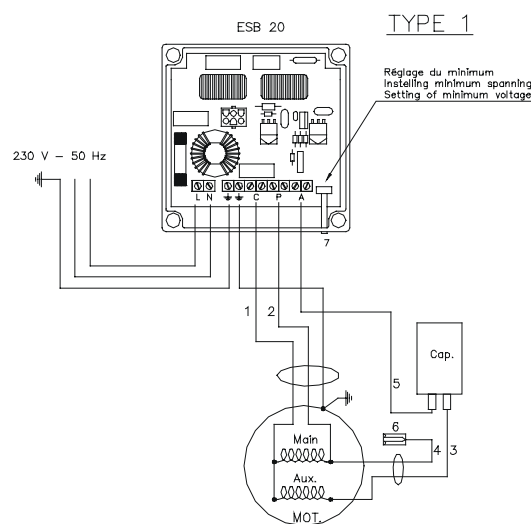 ESB 20
TYPE 1
Réglage du minimum
Instelling minimum spanning
Setting of minimum voltage
230 V - 50 Hz
L N C P A
7
1 2
5
Cap.
6
4 3
Main
Aux.
MOT.